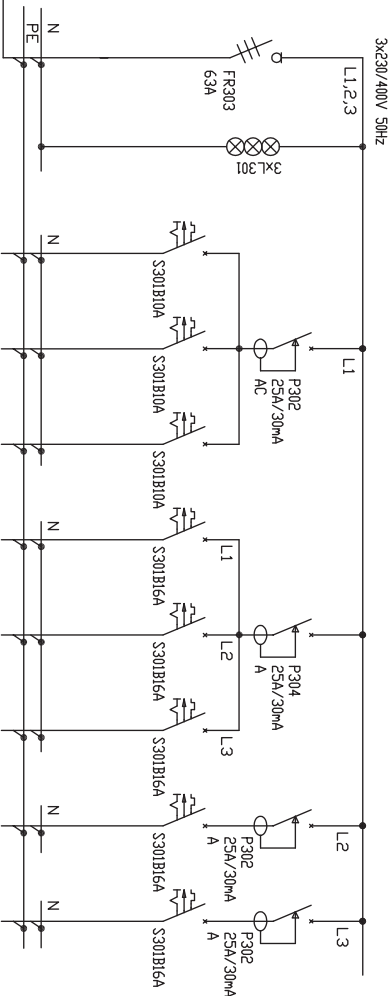 3x230/400V 50Hz
L1,2,3
N
PE
FR303
63A
3xL301
L1
P302
25A/30mA
AC
N
S301B10A
S301B10A
S301B10A
P304
25A/30mA
A
L1
L2
L3
N
S301B16A
S301B16A
S301B16A
L2
P302
25A/30mA
A
N
S301B16A
L3
P302
25A/30mA
A
N
S301B16A